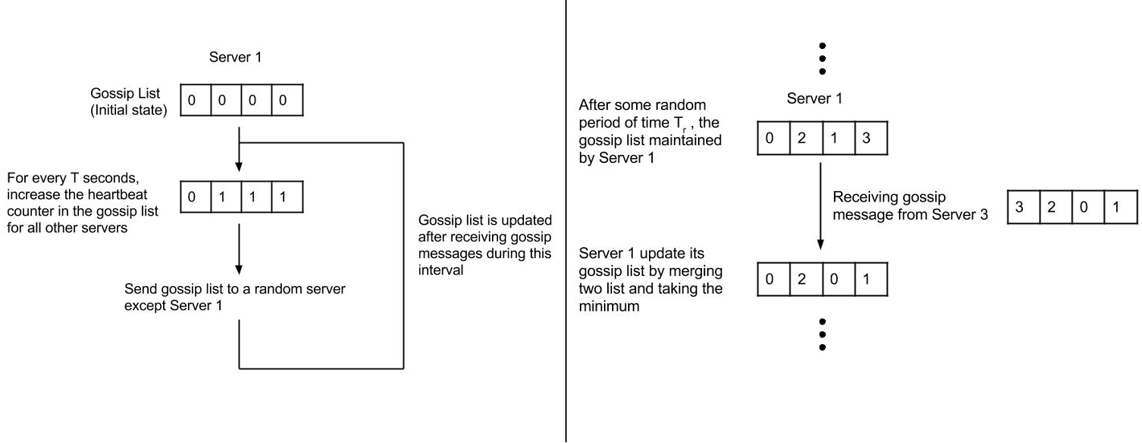 Server 1
Gossip List
(Initial state)
0 0 0 0
For every T seconds,
increase the heartbeat
counter in the gossip list
for all other servers
0 1 1 1
Gossip list is updated
after receiving gossip
messages during this
interval
Send gossip list to a random server
except Server 1
Server 1
After some random
period of time Tr , the
gossip list maintained
by Server 1
0 2 1 3
Receiving gossip
message from Server 3
3 2 0 1
Server 1 update its
gossip list by merging
two list and taking the
minimum
0 2 0 1